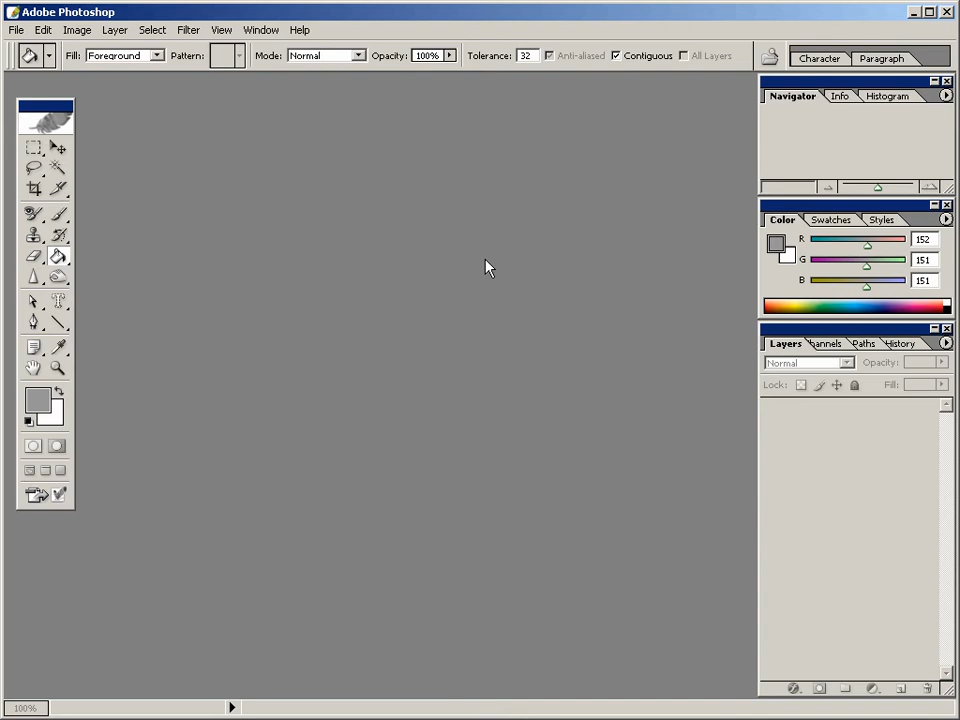 Adobe Photoshop
File Edit Image Layer Select Filter View Window Help
Fill: Foreground Pattern: Mode: Normal Opacity: 100% Tolerance: 32 Anti-aliased Contiguous All Layers Character Paragraph
Navigator Info Histogram
Color Swatches Styles
R 152
G 151
B 151
Layers hannels Paths History
Normal Opacity:
Lock: Fill:
T
100%